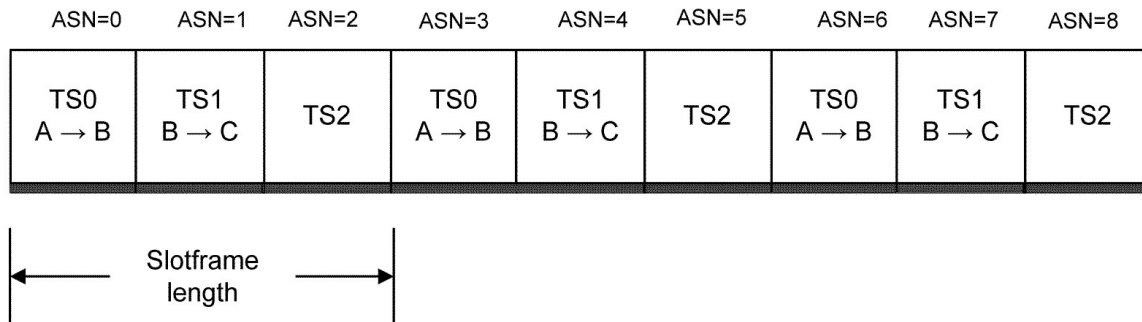 ASN=0 ASN=1 ASN=2 ASN=3 ASN=4 ASN=5 ASN=6 ASN=7 ASN=8
TS0 TS1 TS2 TS0 TS1 TS2 TS0 TS1 TS2
A → B B → C A → B B → C A → B B → C
Slotframe
length